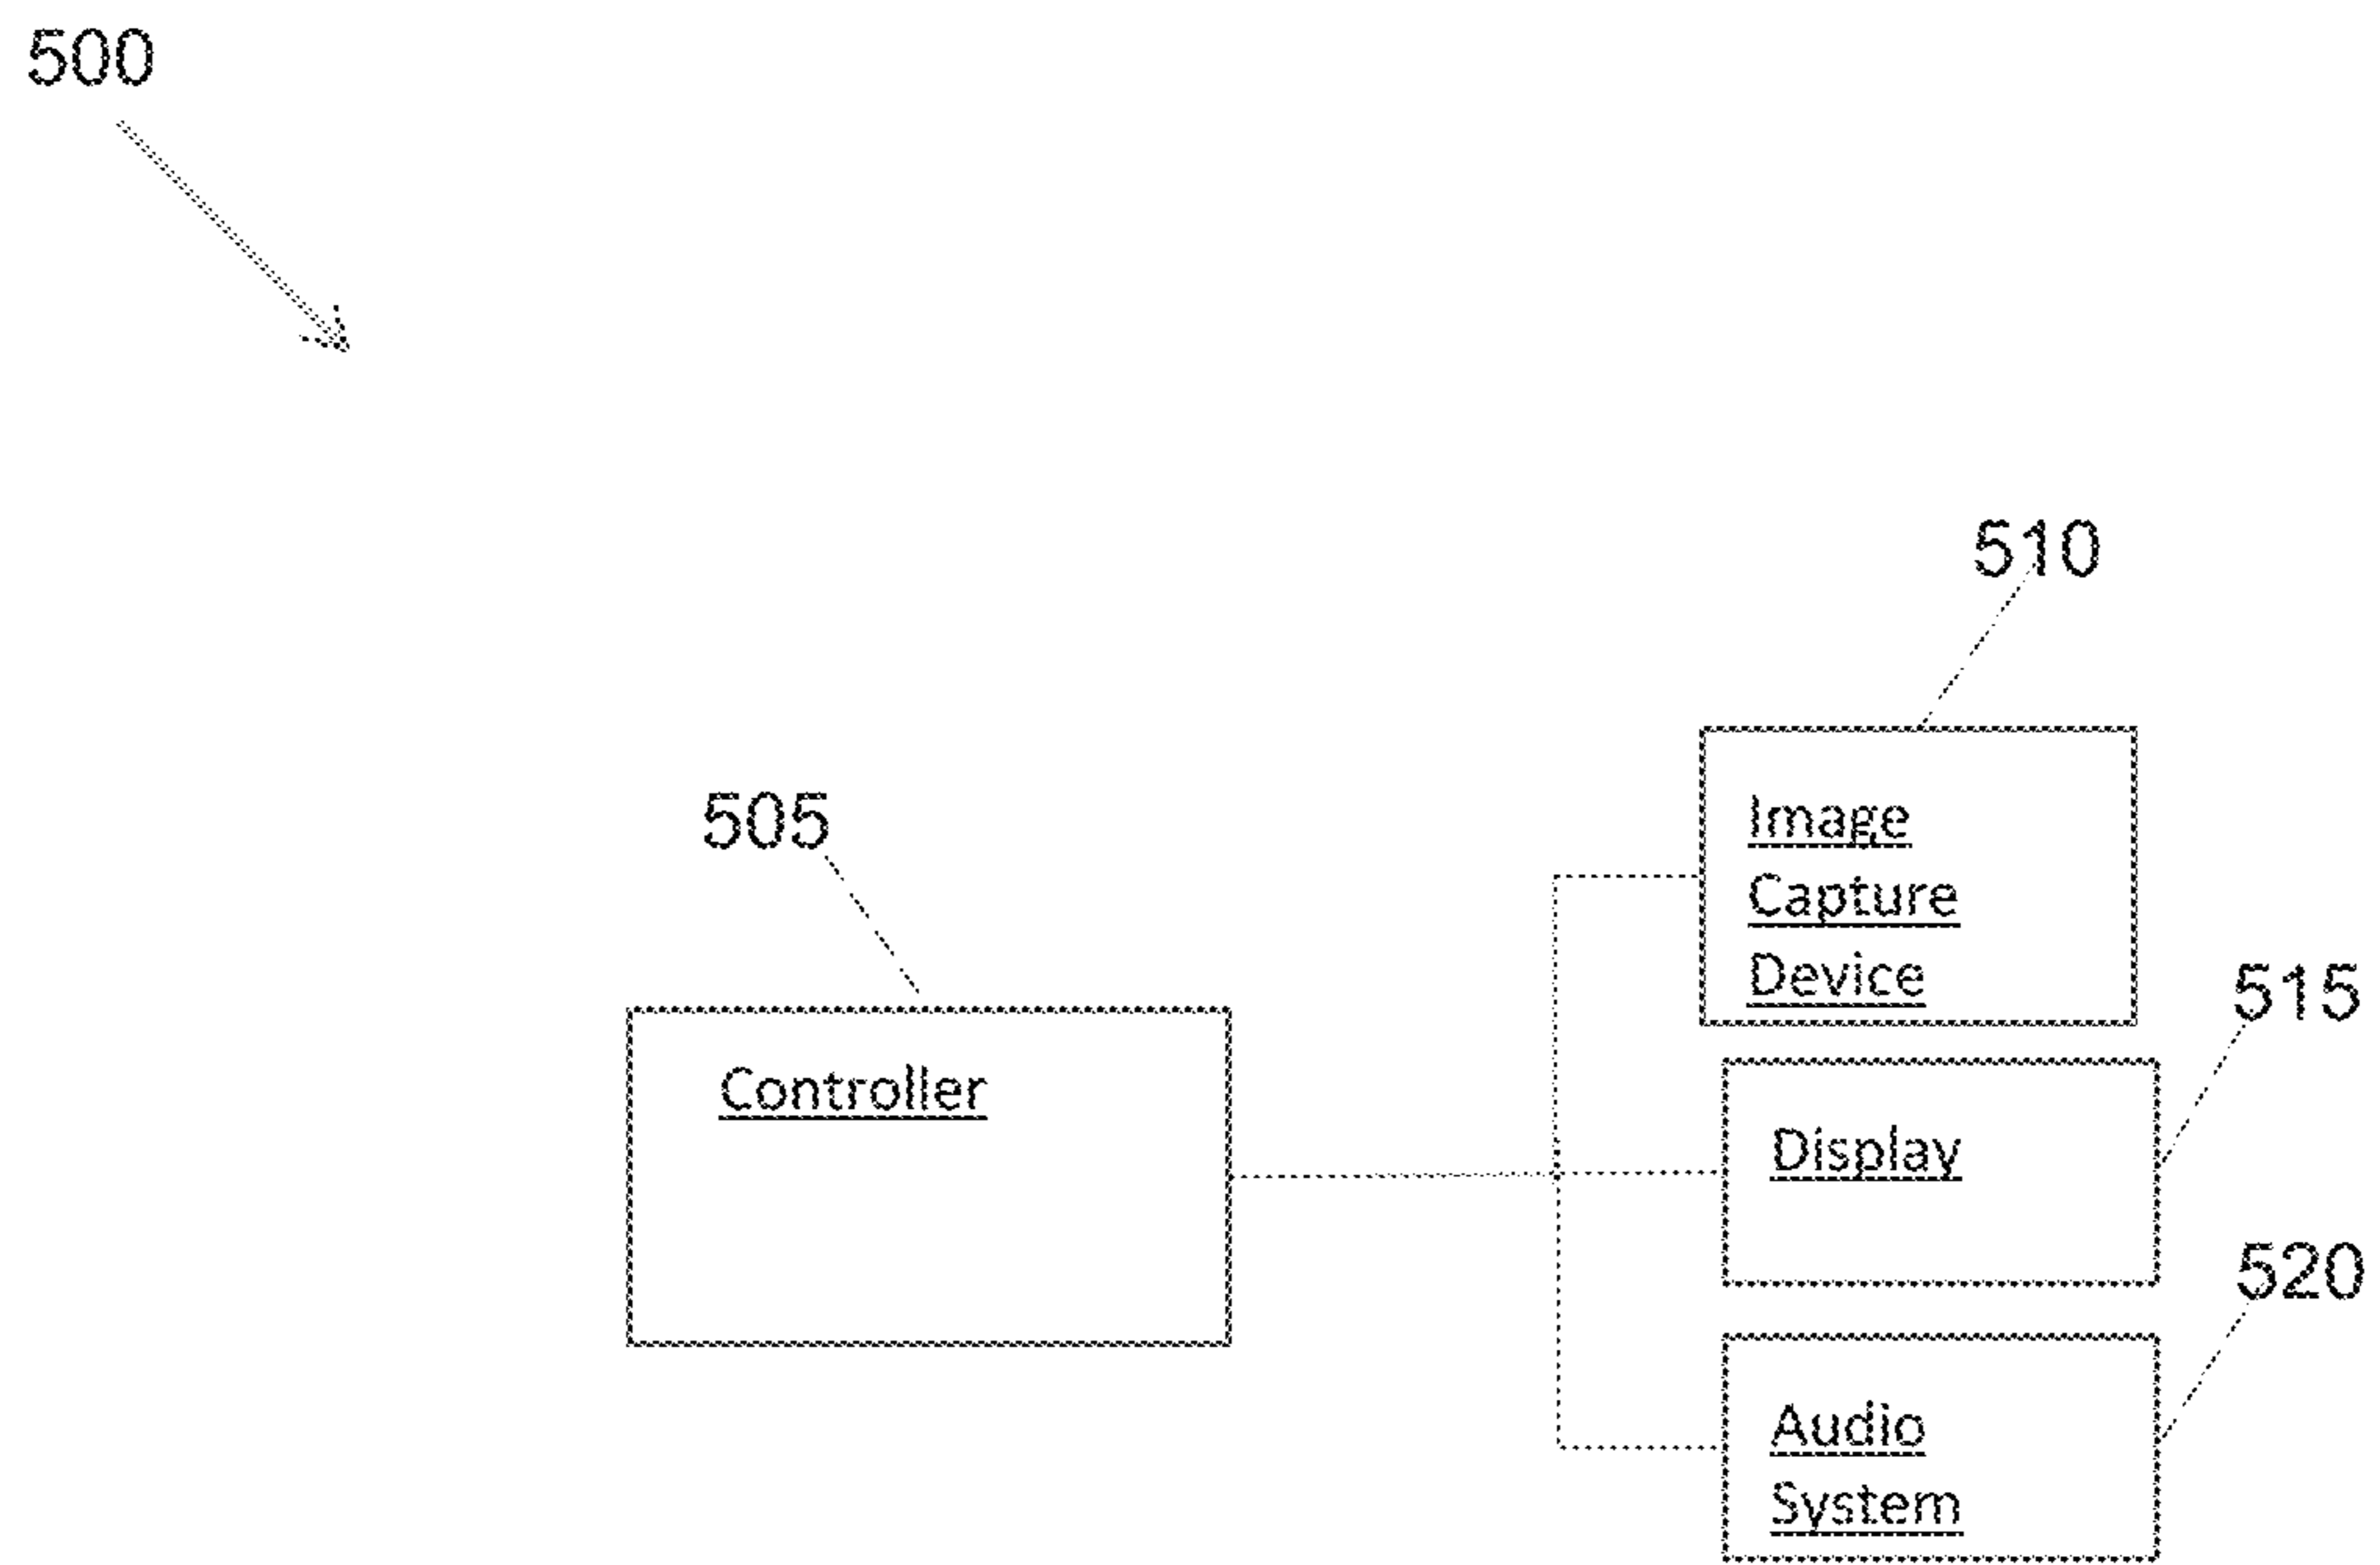 500
510
Image
Capture
Device
505
Controller
515
Display
520
Audio
System